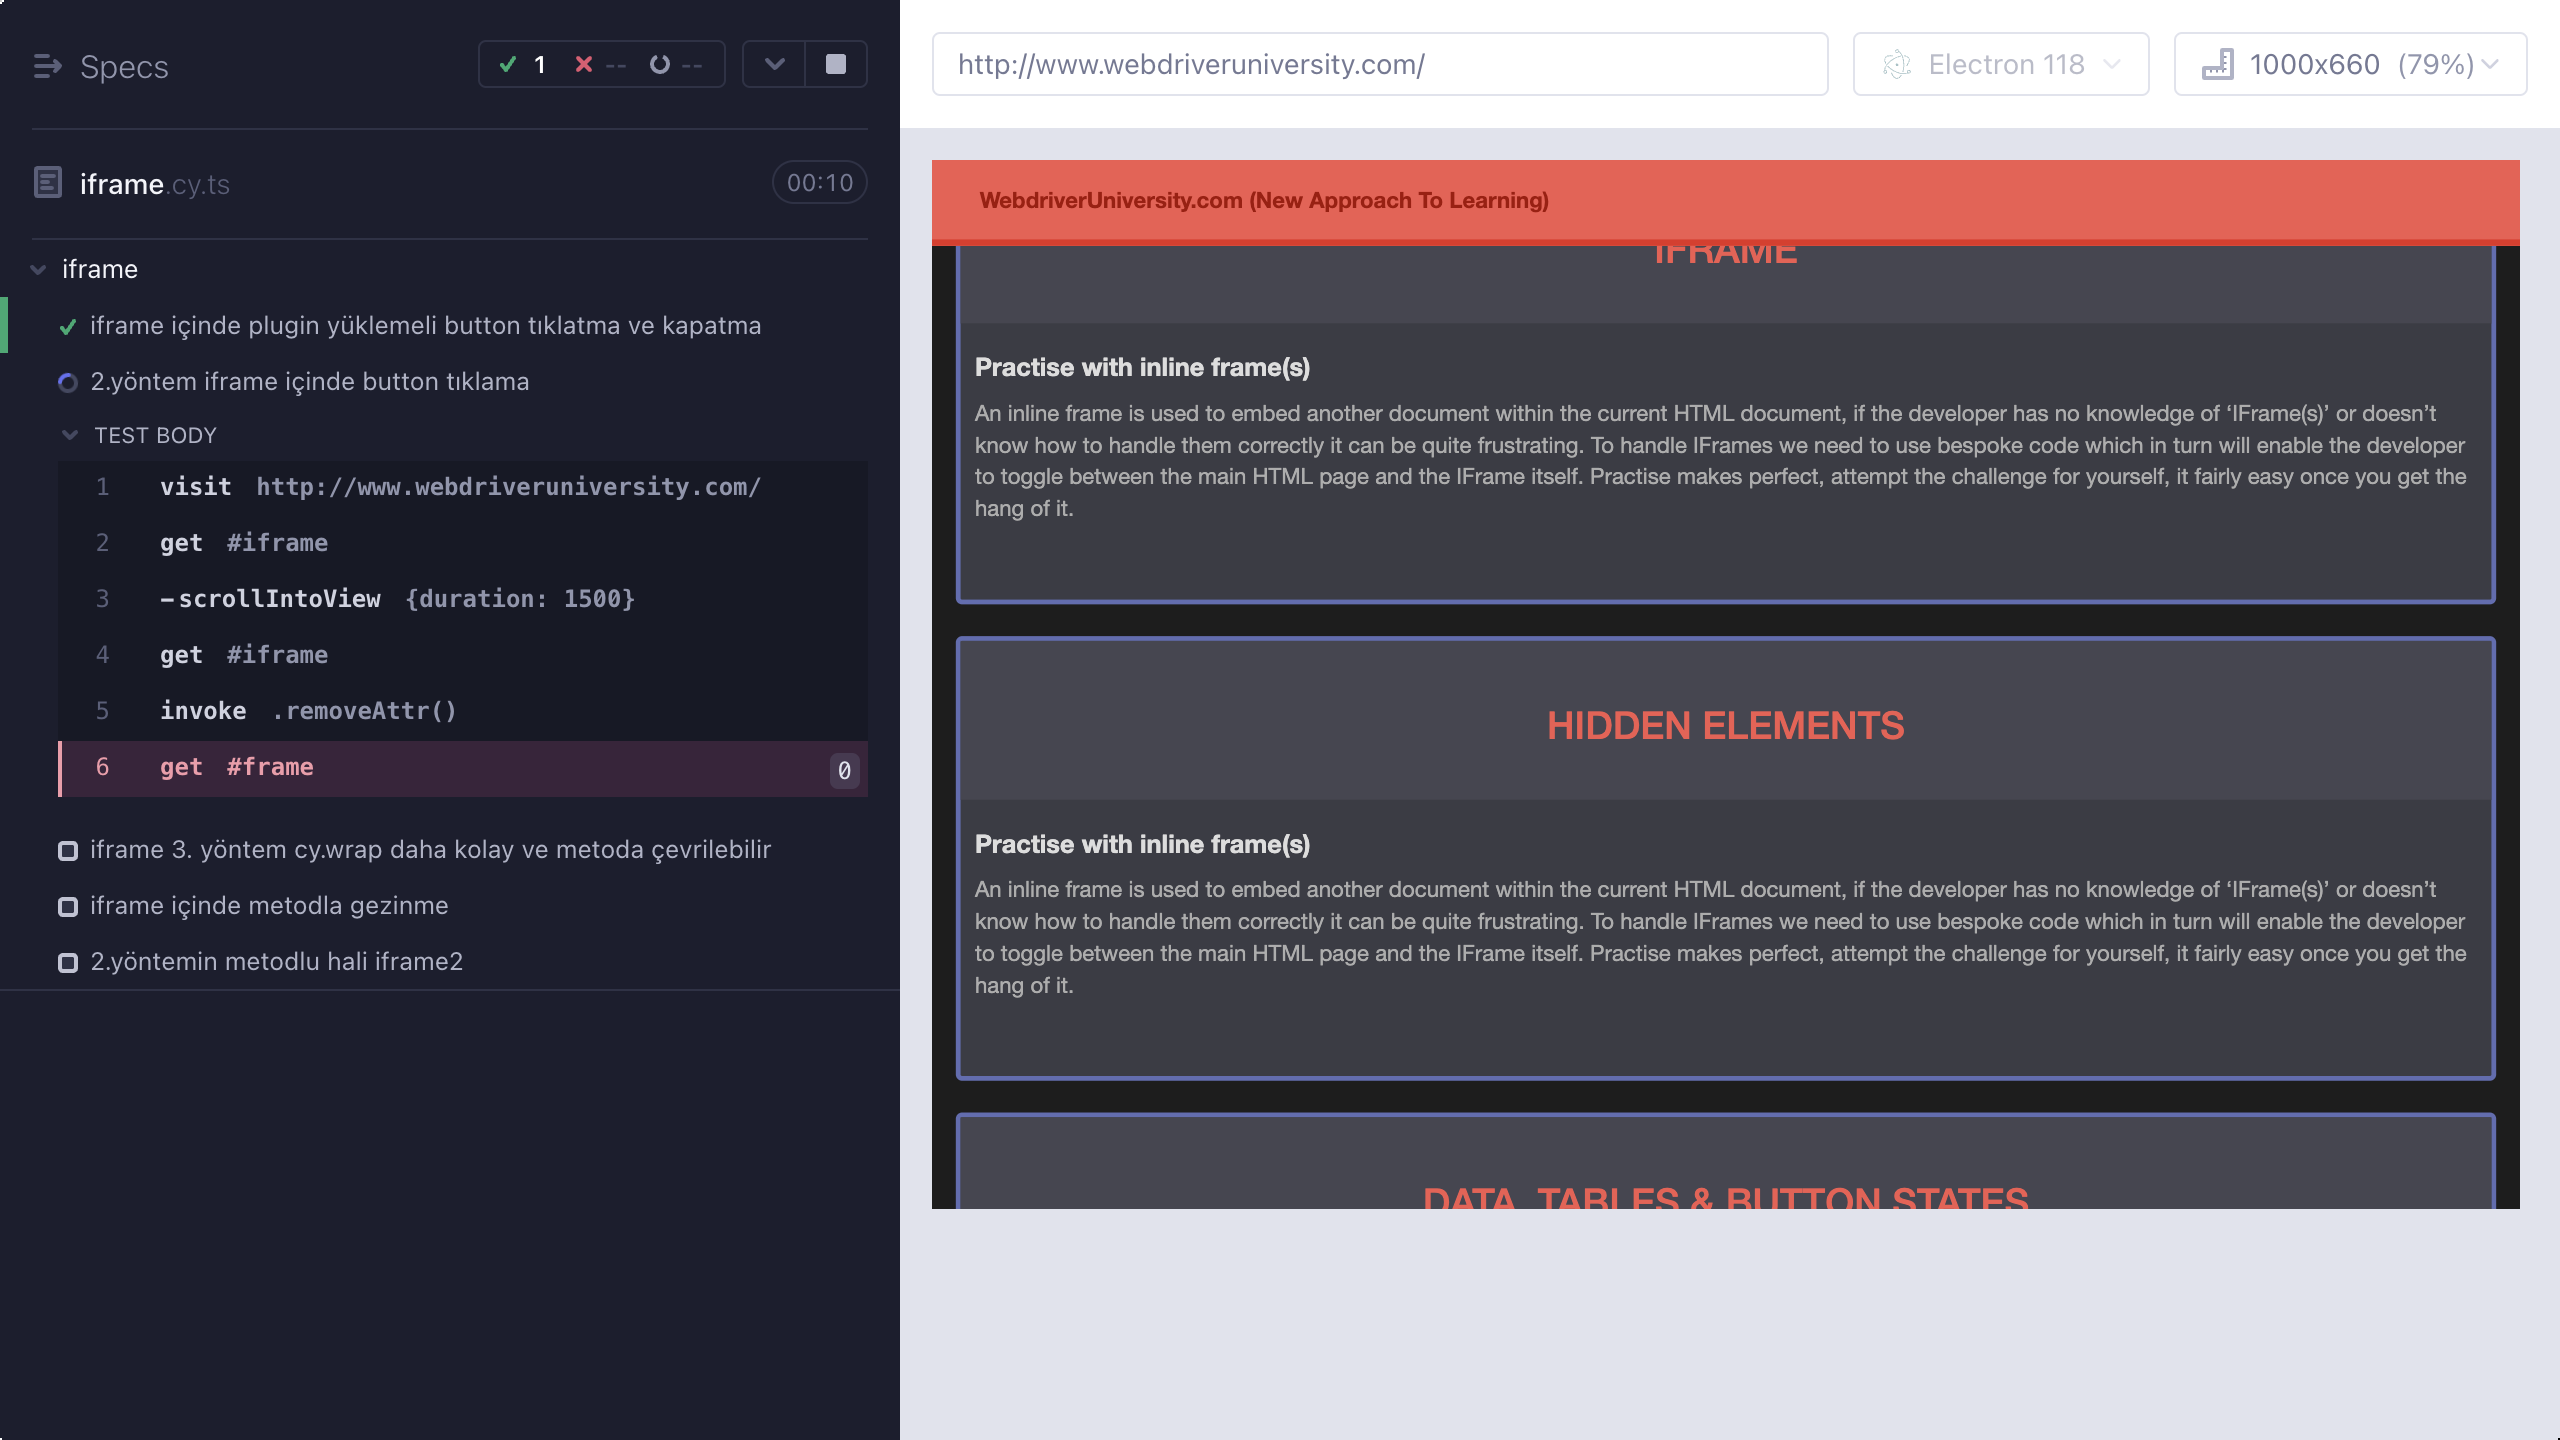 Specs
1 -- --
iframe.cy.ts
00:10
iframe
iframe içinde plugin yüklemeli button tıklatma ve kapatma
2.yöntem iframe içinde button tıklama
TEST BODY
1 visit http://www.webdriveruniversity.com/
2 get #iframe
3 -scrollIntoView {duration: 1500}
4 get #iframe
5 invoke .removeAttr()
6 get #frame 0
iframe 3. yöntem cy.wrap daha kolay ve metoda çevrilebilir
iframe içinde metodla gezinme
2.yöntemin metodlu hali iframe2
http://www.webdriveruniversity.com/
Electron 118
1000x660 (79%)
WebdriverUniversity.com (New Approach To Learning)
IFRAME
Practise with inline frame(s)
An inline frame is used to embed another document within the current HTML document, if the developer has no knowledge of ‘IFrame(s)’ or doesn’t
know how to handle them correctly it can be quite frustrating. To handle IFrames we need to use bespoke code which in turn will enable the developer
to toggle between the main HTML page and the IFrame itself. Practise makes perfect, attempt the challenge for yourself, it fairly easy once you get the
hang of it.
HIDDEN ELEMENTS
Practise with inline frame(s)
An inline frame is used to embed another document within the current HTML document, if the developer has no knowledge of ‘IFrame(s)’ or doesn’t
know how to handle them correctly it can be quite frustrating. To handle IFrames we need to use bespoke code which in turn will enable the developer
to toggle between the main HTML page and the IFrame itself. Practise makes perfect, attempt the challenge for yourself, it fairly easy once you get the
hang of it.
DATA, TABLES & BUTTON STATES